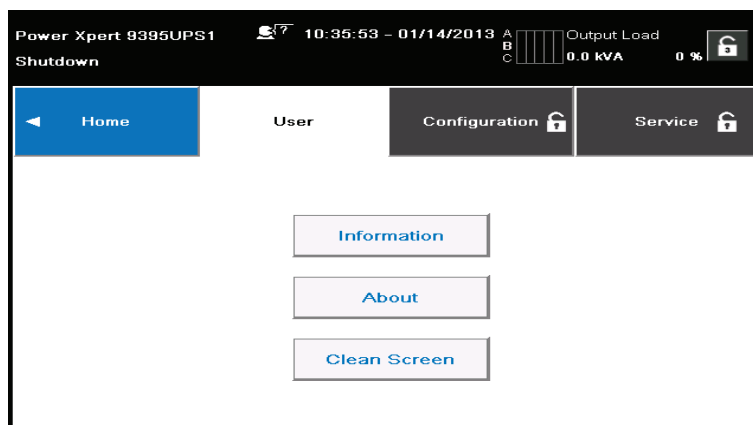 Power Xpert 9395UPS1
Shutdown
? 10:35:53 - 01/14/2013
A
B
C
Output Load
0.0 kVA 0 %
3
Home
User
Configuration
Service
Information
About
Clean Screen